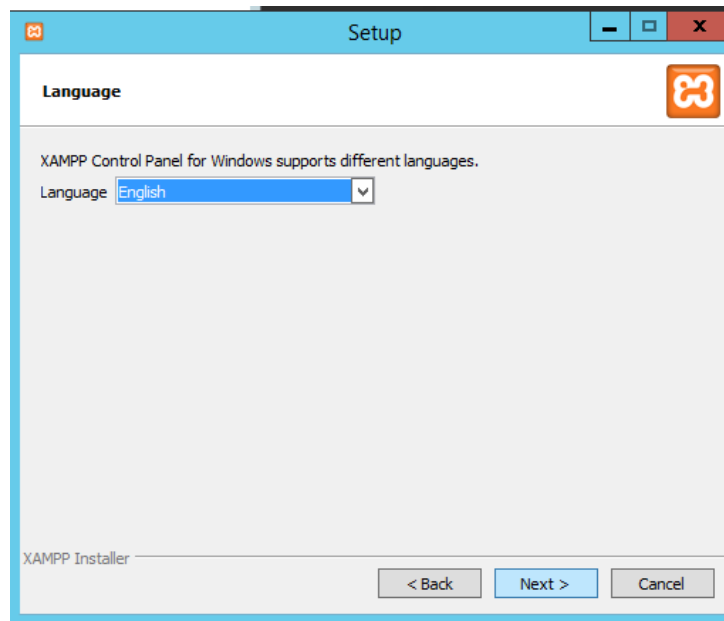 Setup
Language
XAMPP Control Panel for Windows supports different languages.
Language English
XAMPP Installer
< Back Next > Cancel